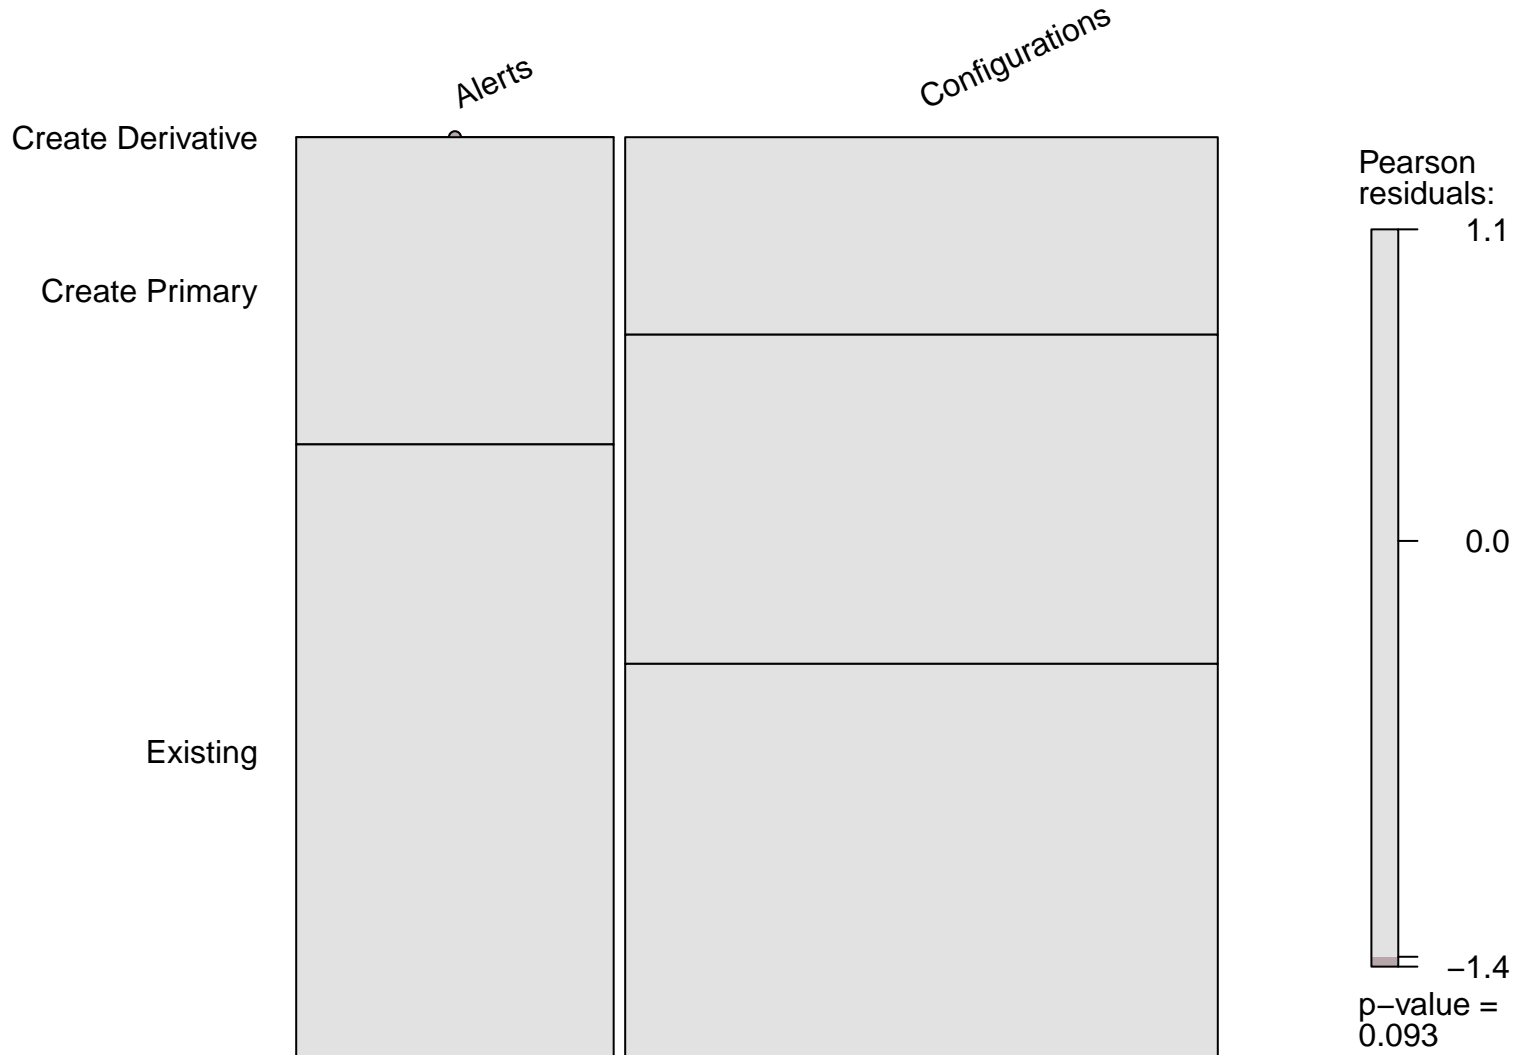 Alerts
Configurations
Create Derivative
Create Primary
Existing
Pearson
residuals:
1.1
0.0
−1.4
p−value =
0.093